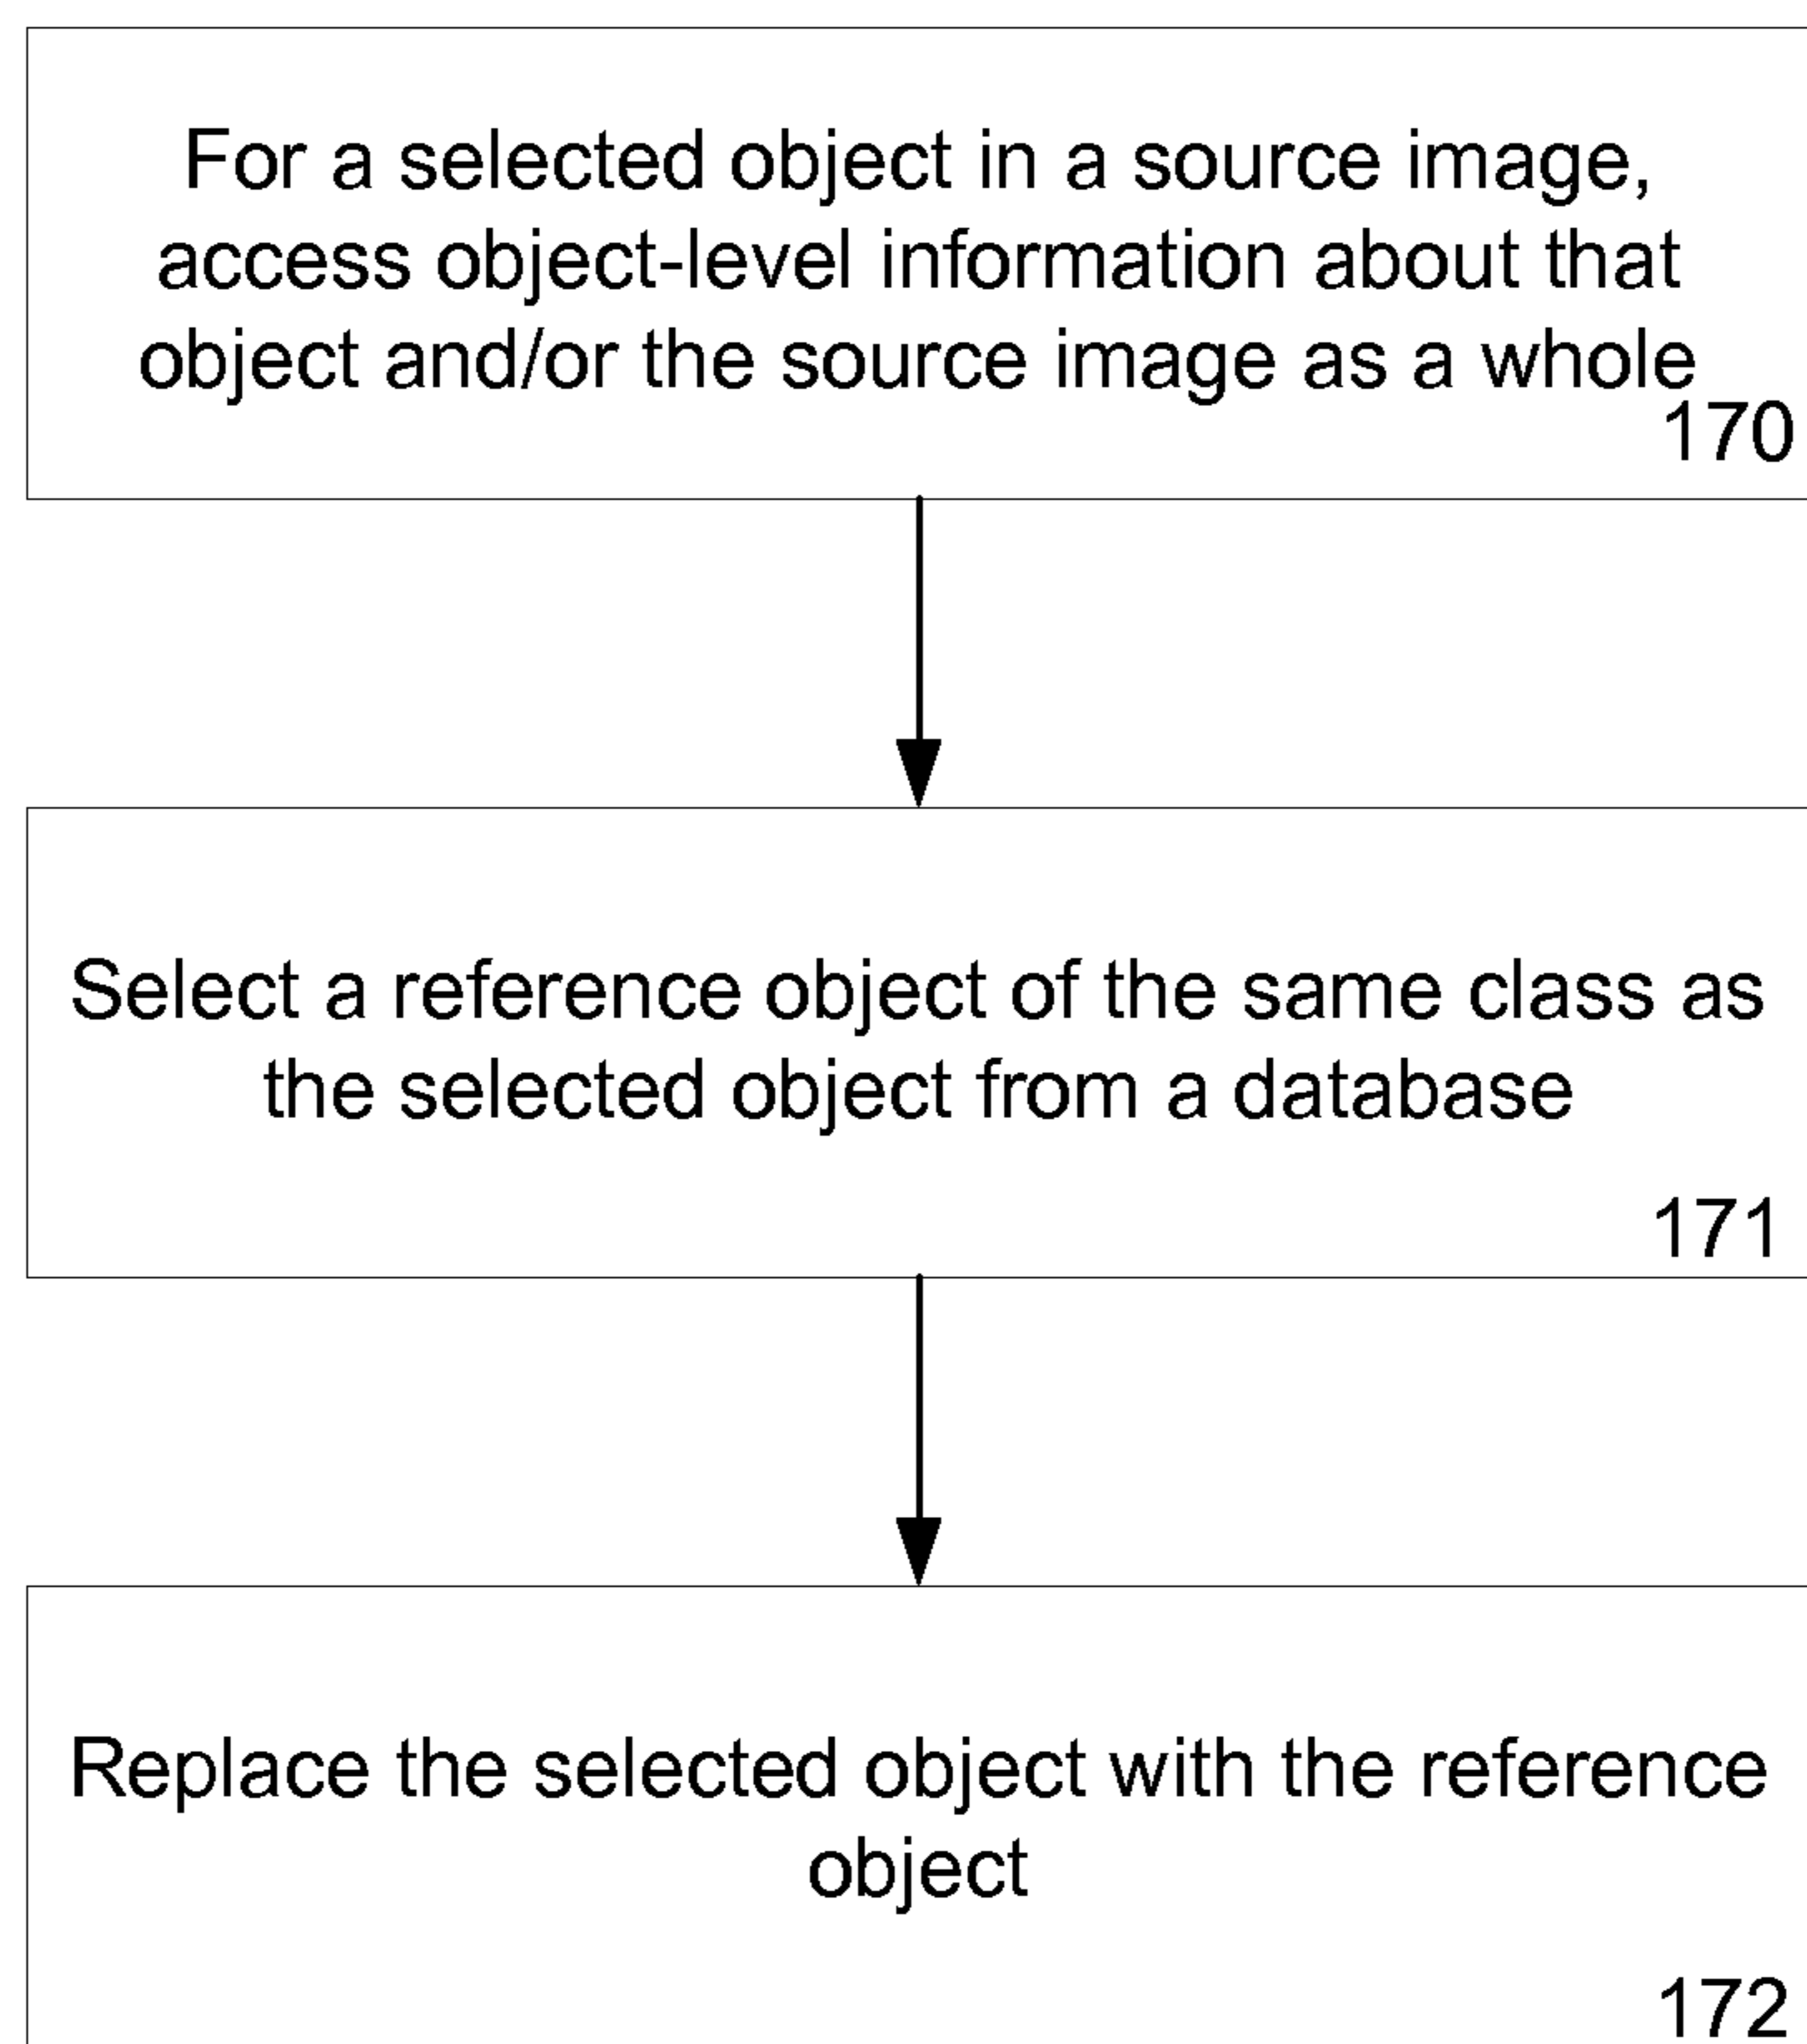 For a selected object in a source image,
access object-level information about that
object and/or the source image as a whole
170
Select a reference object of the same class as
the selected object from a database
171
Replace the selected object with the reference
object
172